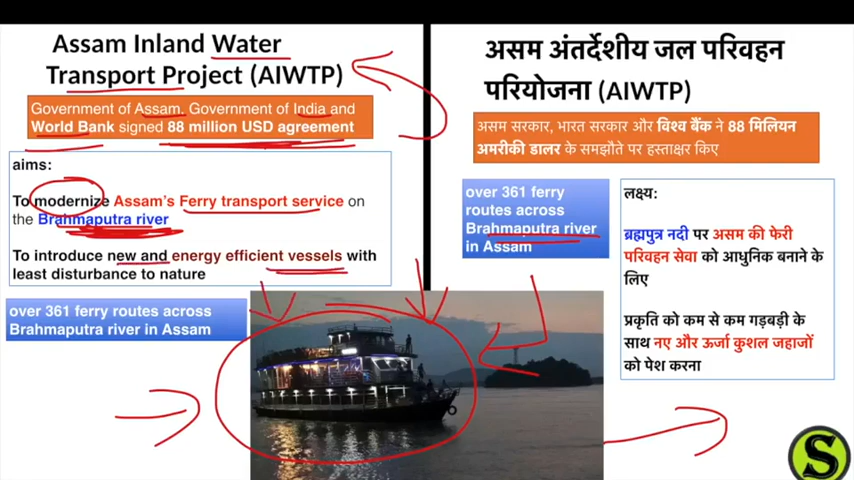 Assam Inland Water
Transport Project (AIWTP)
Government of Assam. Government of India and
World Bank signed 88 million USD agreement
aims:
To modernize Assam's Ferry transport service on
the Brahmaputra river
To introduce new and energy efficient vessels with
least disturbance to nature
over 361 ferry routes across
Brahmaputra river in Assam
असम अंतर्देशीय जल परिवहन
परियोजना (AIWTP)
असम सरकार, भारत सरकार और विश्व बैंक ने 88 मिलियन
अमरीकी डालर के समझौते पर हस्ताक्षर किए
over 361 ferry
routes across
Brahmaputra river
in Assam
लक्ष्य:
ब्रह्मपुत्र नदी पर असम की फेरी
परिवहन सेवा को आधुनिक बनाने के
लिए
प्रकृति को कम से कम गड़बड़ी के
साथ नए और ऊर्जा कुशल जहाजों
को पेश करना
S